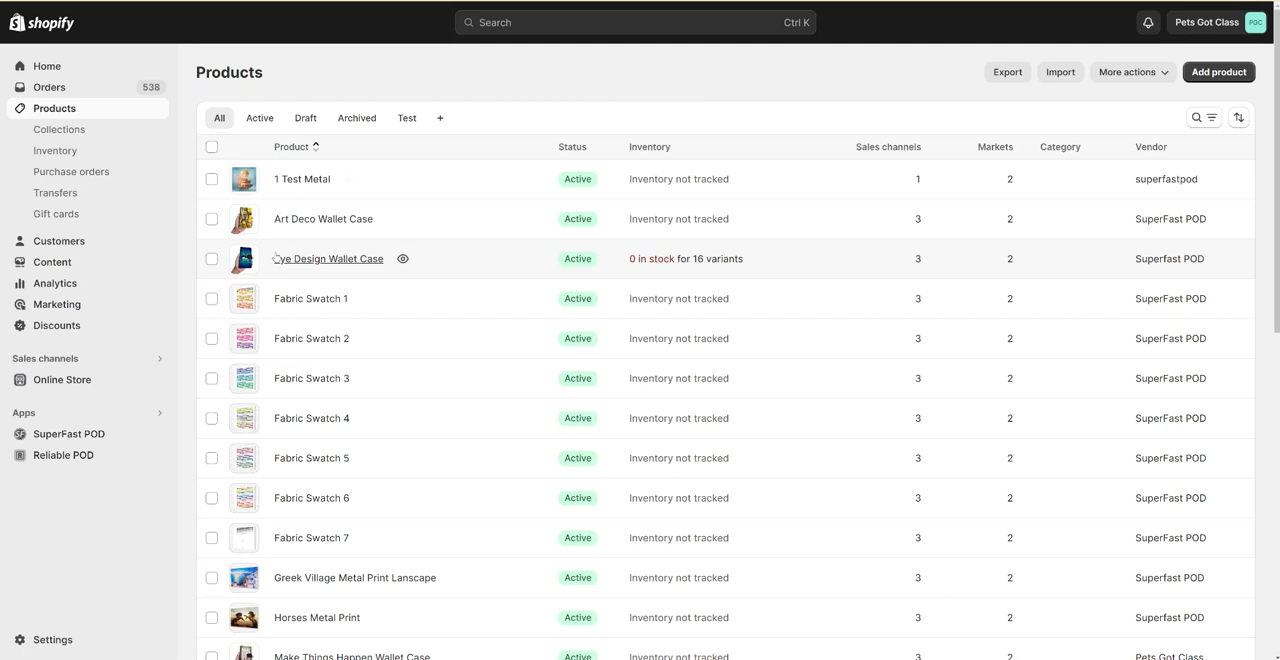 shopify
Search Ctrl K
Pets Got Class PGC
Home
Orders 538
Products
Collections
Inventory
Purchase orders
Transfers
Gift cards
Customers
Content
Analytics
Marketing
Discounts
Sales channels
Online Store
Apps
SuperFast POD
Reliable POD
Settings
Products Export Import More actions Add product
All Active Draft Archived Test +
Product Status Inventory Sales channels Markets Category Vendor
1 Test Metal Active Inventory not tracked 1 2 superfastpod
Art Deco Wallet Case Active Inventory not tracked 3 2 SuperFast POD
Eye Design Wallet Case Active 0 in stock for 16 variants 3 2 Superfast POD
Fabric Swatch 1 Active Inventory not tracked 3 2 SuperFast POD
Fabric Swatch 2 Active Inventory not tracked 3 2 SuperFast POD
Fabric Swatch 3 Active Inventory not tracked 3 2 SuperFast POD
Fabric Swatch 4 Active Inventory not tracked 3 2 SuperFast POD
Fabric Swatch 5 Active Inventory not tracked 3 2 SuperFast POD
Fabric Swatch 6 Active Inventory not tracked 3 2 SuperFast POD
Fabric Swatch 7 Active Inventory not tracked 3 2 SuperFast POD
Greek Village Metal Print Lanscape Active Inventory not tracked 3 2 Superfast POD
Horses Metal Print Active Inventory not tracked 3 2 Superfast POD
Make Things Happen Wallet Case Active Inventory not tracked 3 2 Pets Got Class